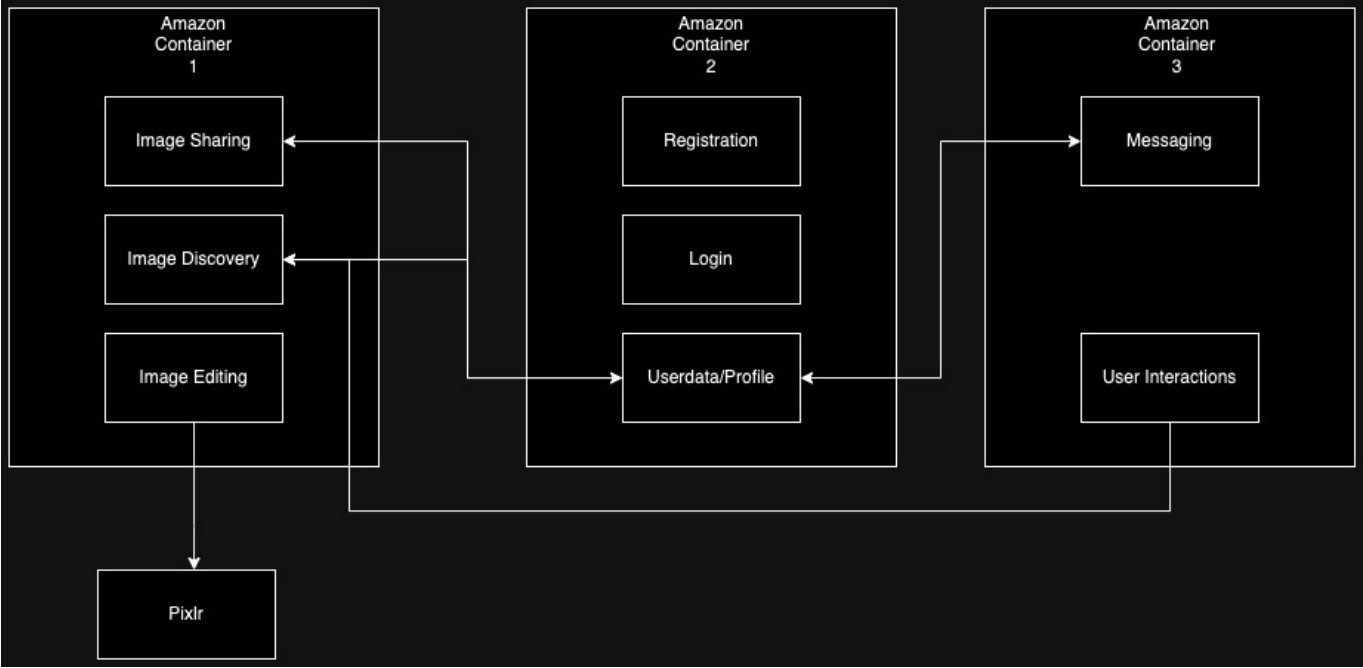 Amazon
Container
1
Image Sharing
Image Discovery
Image Editing
Pixlr
Amazon
Container
2
Registration
Login
Userdata/Profile
Amazon
Container
3
Messaging
User Interactions